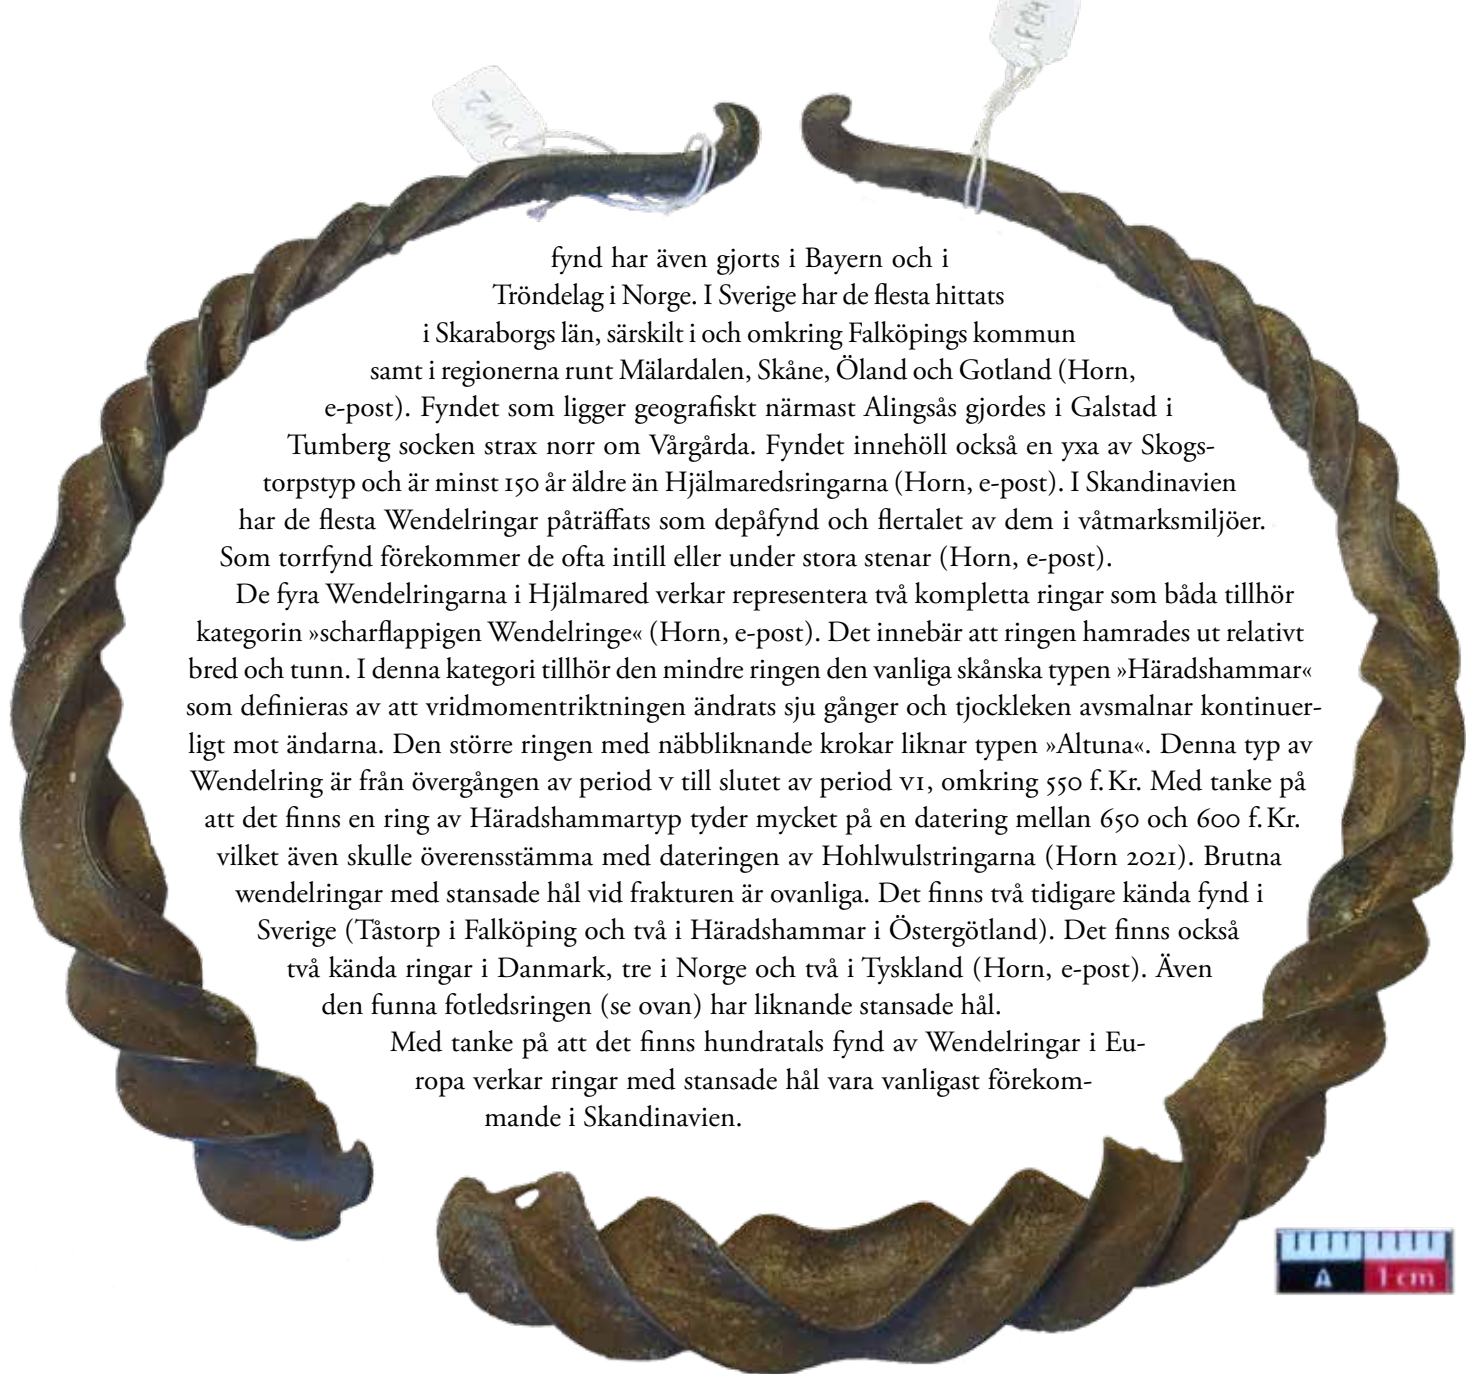 F124
Un 2
fynd har även gjorts i Bayern och i
Tröndelag i Norge. I Sverige har de flesta hittats
i Skaraborgs län, särskilt i och omkring Falköpings kommun
samt i regionerna runt Mälardalen, Skåne, Öland och Gotland (Horn,
e-post). Fyndet som ligger geografiskt närmast Alingsås gjordes i Galstad i
Tumberg socken strax norr om Vårgårda. Fyndet innehöll också en yxa av Skogs-
torpstyp och är minst 150 år äldre än Hjälmaredsringarna (Horn, e-post). I Skandinavien
har de flesta Wendelringar påträffats som depåfynd och flertalet av dem i våtmarksmiljöer.
Som torrfynd förekommer de ofta intill eller under stora stenar (Horn, e-post).
De fyra Wendelringarna i Hjälmared verkar representera två kompletta ringar som båda tillhör
kategorin »scharflappigen Wendelringe« (Horn, e-post). Det innebär att ringen hamrades ut relativt
bred och tunn. I denna kategori tillhör den mindre ringen den vanliga skånska typen »Häradshammar«
som definieras av att vridmomentriktningen ändrats sju gånger och tjockleken avsmalnar kontinuer-
ligt mot ändarna. Den större ringen med näbbliknande krokar liknar typen »Altuna«. Denna typ av
Wendelring är från övergången av period V till slutet av period VI, omkring 550 f. Kr. Med tanke på
att det finns en ring av Häradshammartyp tyder mycket på en datering mellan 650 och 600 f. Kr.
vilket även skulle överensstämma med dateringen av Hohlwulstringarna (Horn 2021). Brutna
wendelringar med stansade hål vid frakturen är ovanliga. Det finns två tidigare kända fynd i
Sverige (Tåstorp i Falköping och två i Häradshammar i Östergötland). Det finns också
två kända ringar i Danmark, tre i Norge och två i Tyskland (Horn, e-post). Även
den funna fotledsringen (se ovan) har liknande stansade hål.
Med tanke på att det finns hundratals fynd av Wendelringar i Eu-
ropa verkar ringar med stansade hål vara vanligast förekom-
mande i Skandinavien.
A 1 cm